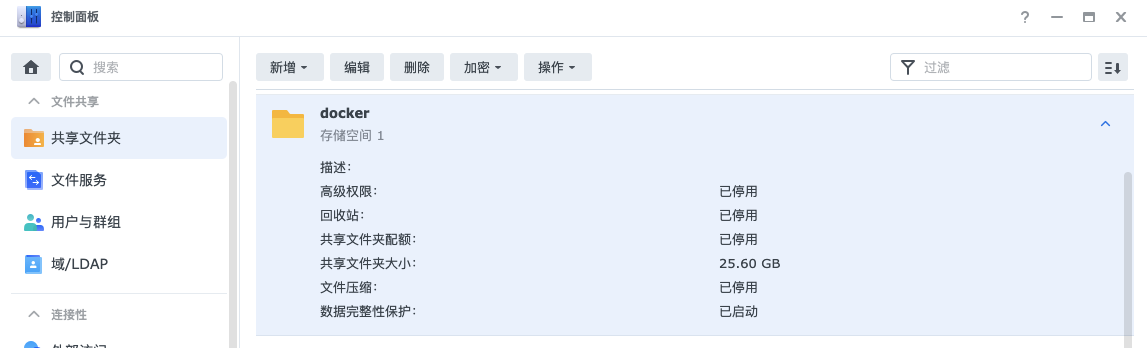 控制面板
?
搜索
新增
编辑
删除
加密
操作
过滤
文件共享
共享文件夹
文件服务
用户与群组
域/LDAP
连接性
外部访问
docker
存储空间 1
描述:
高级权限: 已停用
回收站: 已停用
共享文件夹配额: 已停用
共享文件夹大小: 25.60 GB
文件压缩: 已停用
数据完整性保护: 已启动